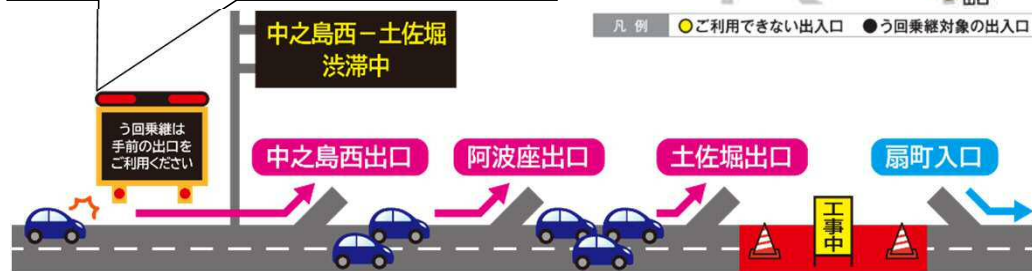 凡 例 ●ご利用できない出入口 ●う回乗継対象の出入口
中之島西－土佐堀
渋滞中
う回乗継は
手前の出口を
ご利用ください
中之島西出口
阿波座出口
土佐堀出口
扇町入口
工事中